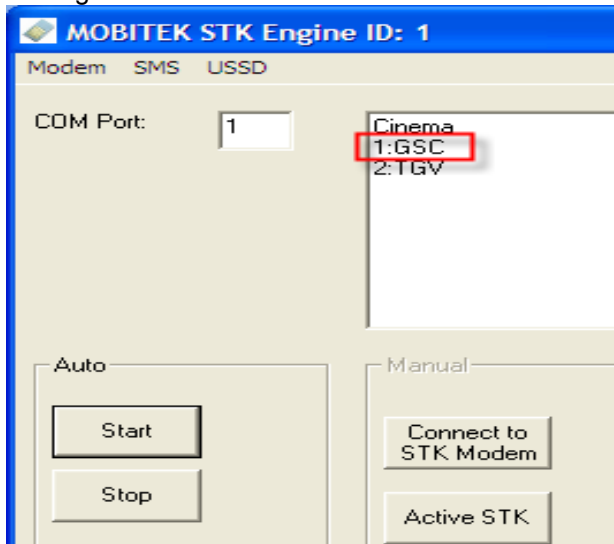 MOBITEK STK Engine ID: 1
Modem SMS USSD
COM Port: 1
Cinema
1:GSC
2:TGV
Auto
Start
Stop
Manual
Connect to
STK Modem
Active STK